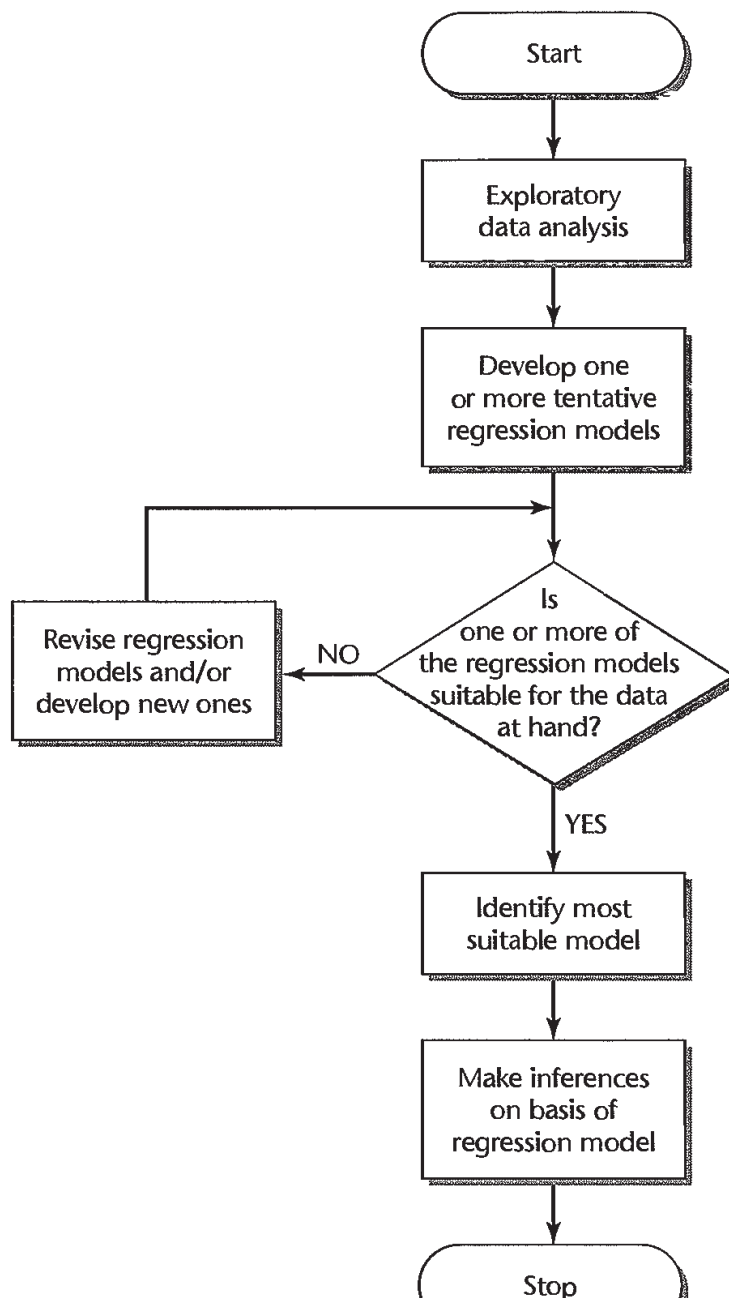 Start
Exploratory
data analysis
Develop one
or more tentative
regression models
Is
one or more of
the regression models
suitable for the data
at hand?
NO
Revise regression
models and/or
develop new ones
YES
Identify most
suitable model
Make inferences
on basis of
regression model
Stop